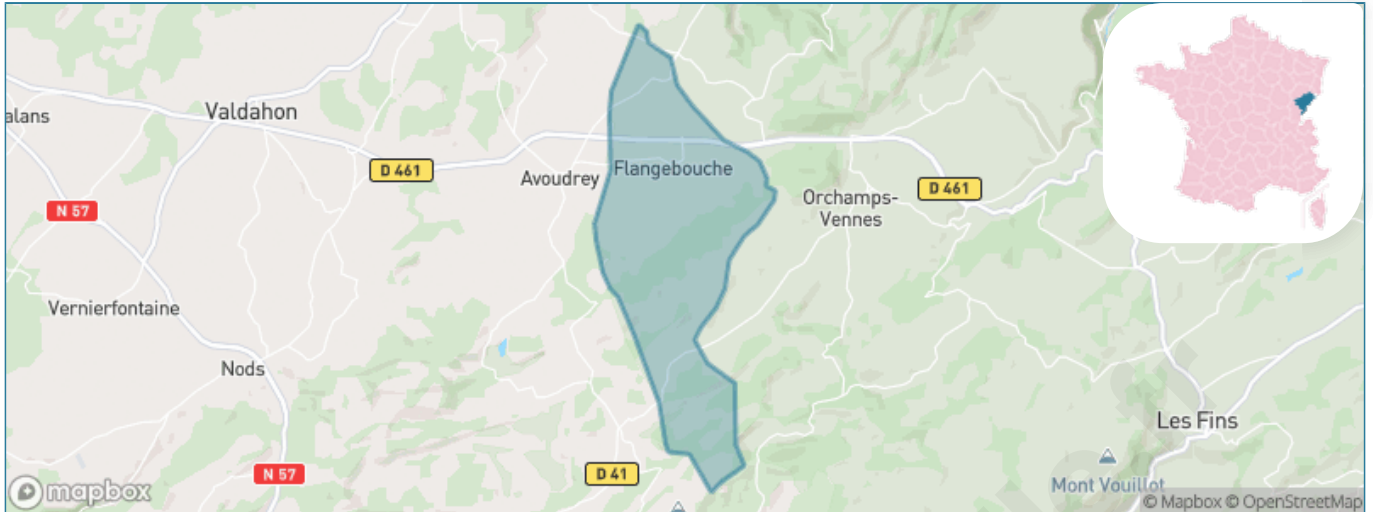 alans
Valdahon
D 461
Avoudrey
Flangebouche
Orchamps-
Vennes
D 461
N 57
Vernierfontaine
Nods
N 57
D 41
Les Fins
Mont Vouillot
mapbox
© Mapbox © OpenStreetMap